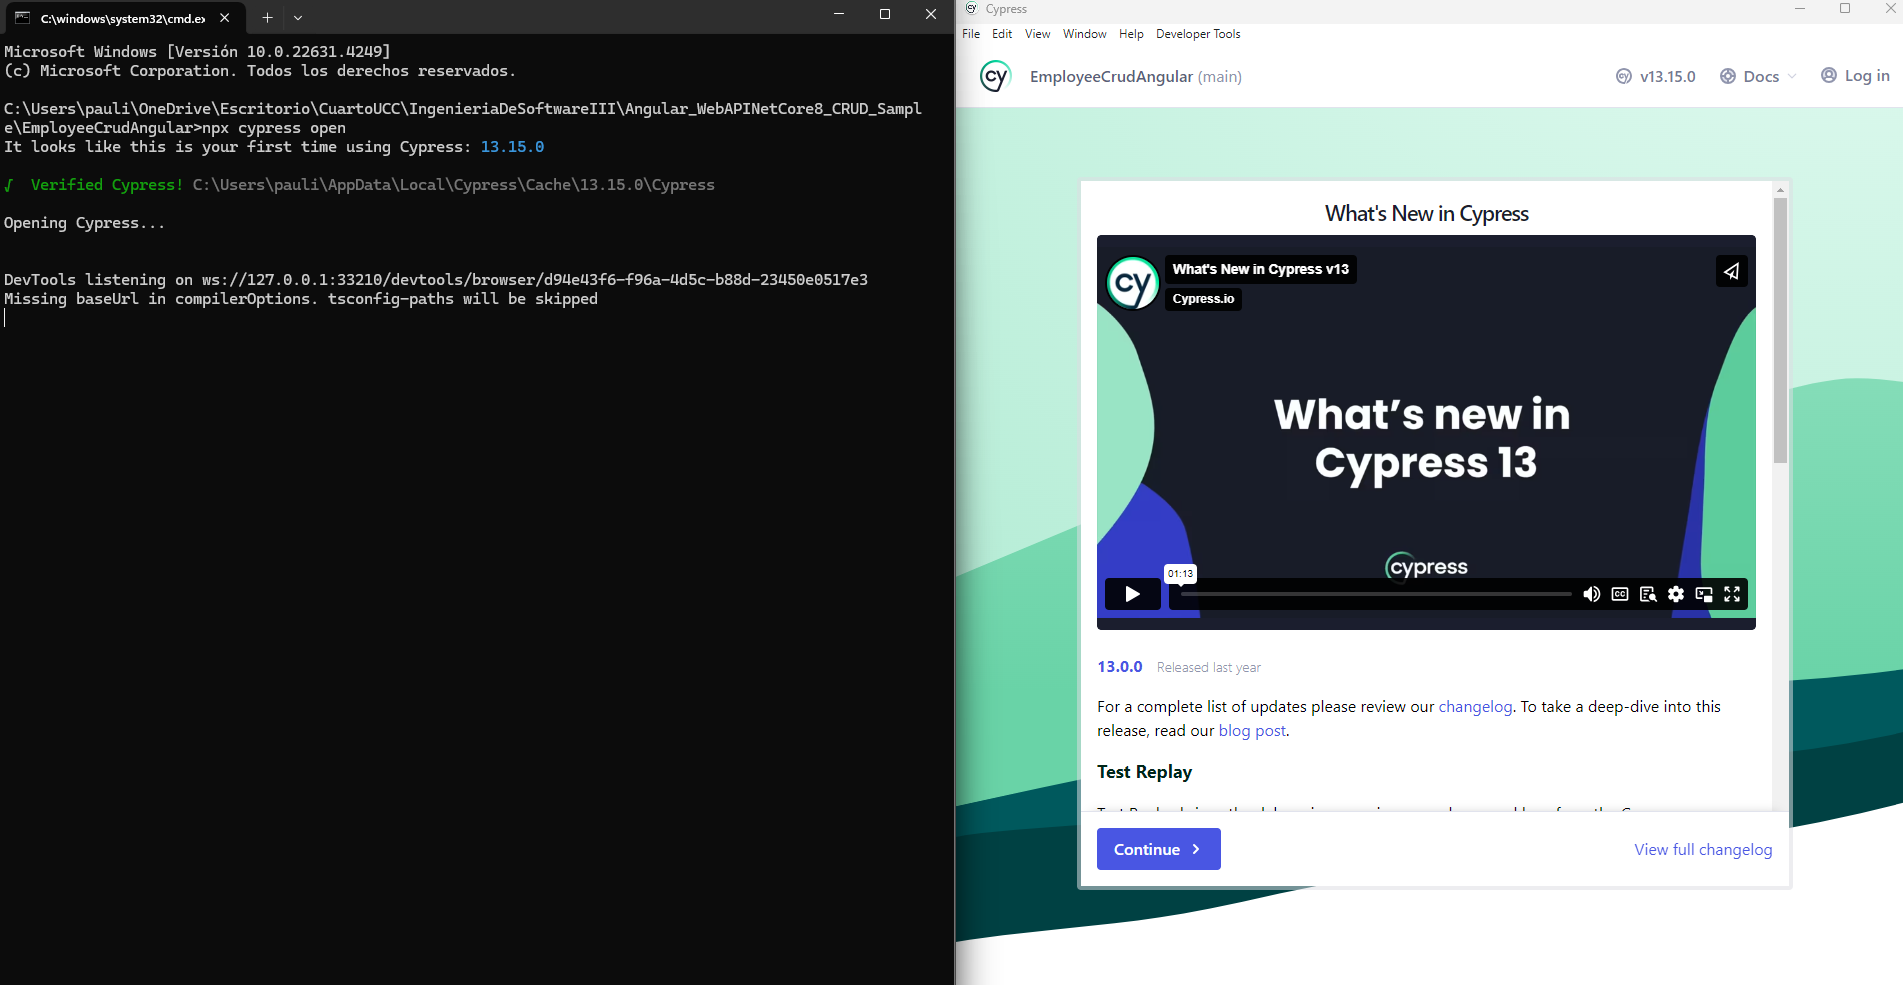 C:\windows\system32\cmd.ex
Microsoft Windows [Versión 10.0.22631.4249]
(c) Microsoft Corporation. Todos los derechos reservados.
C:\Users\pauli\OneDrive\Escritorio\CuartoUCC\IngenieriaDeSoftwareIII\Angular_WebAPINetCore8_CRUD_Sampl
e\EmployeeCrudAngular>npx cypress open
It looks like this is your first time using Cypress: 13.15.0
√  Verified Cypress! C:\Users\pauli\AppData\Local\Cypress\Cache\13.15.0\Cypress
Opening Cypress...
DevTools listening on ws://127.0.0.1:33210/devtools/browser/d94e43f6-f96a-4d5c-b88d-23450e0517e3
Missing baseUrl in compilerOptions. tsconfig-paths will be skipped
cy Cypress
File Edit View Window Help Developer Tools
cy EmployeeCrudAngular (main) v13.15.0 Docs Log in
What's New in Cypress
cy What's New in Cypress v13
Cypress.io
What's new in
Cypress 13
cypress
01:13
CC
13.0.0 Released last year
For a complete list of updates please review our changelog. To take a deep-dive into this
release, read our blog post.
Test Replay
Continue View full changelog